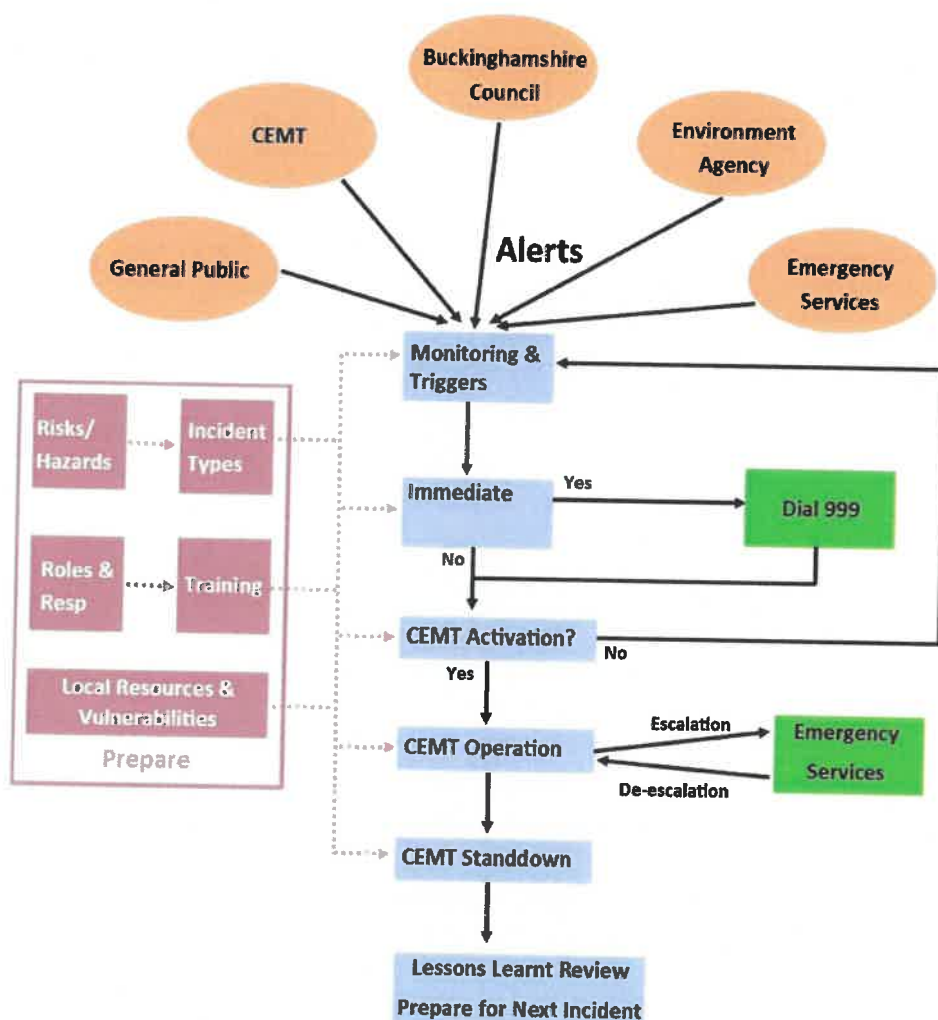 Buckinghamshire
Council
CEMT
Environment
Agency
Alerts
General Public
Emergency
Services
Monitoring &
Triggers
Risks/
Hazards
Incident
Types
Immediate
Yes
Dial 999
No
Roles &
Resp
Training
CEMT Activation?
No
Yes
Local Resources &
Vulnerabilities
Prepare
CEMT Operation
Escalation
De-escalation
Emergency
Services
CEMT Standdown
Lessons Learnt Review
Prepare for Next Incident